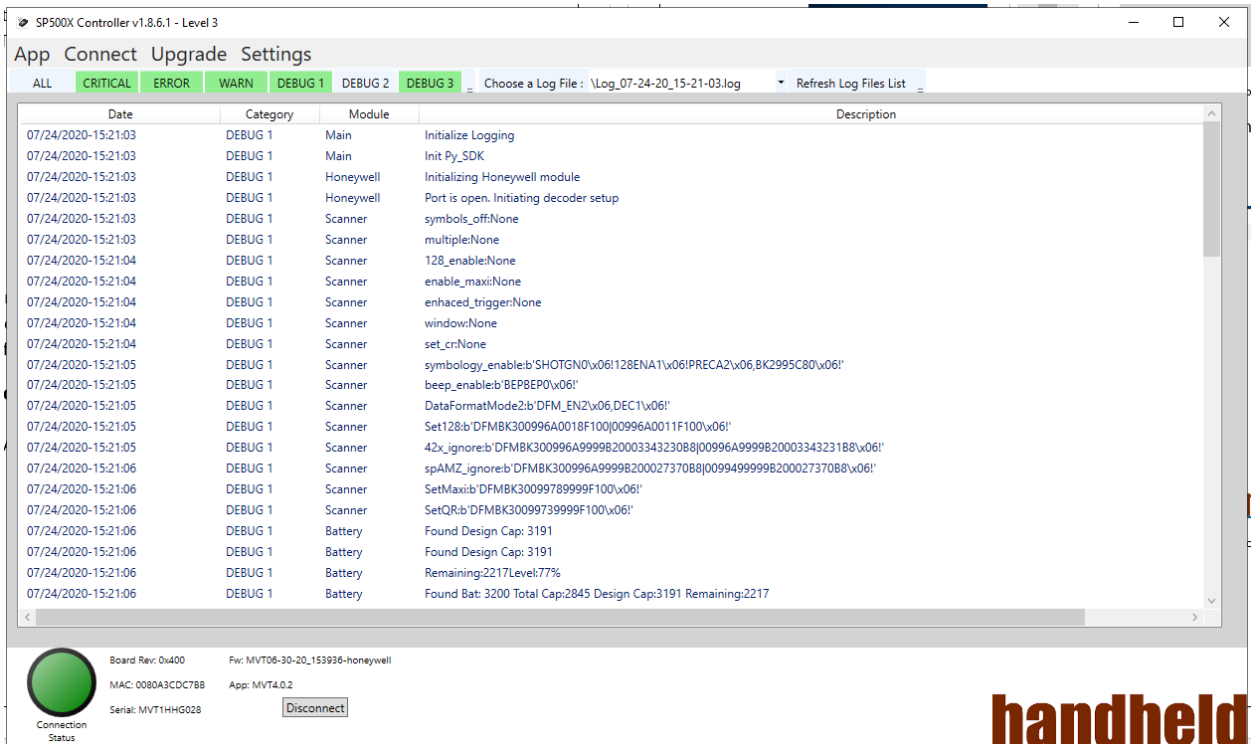 SP500X Controller v1.8.6.1 - Level 3
App Connect Upgrade Settings
ALL CRITICAL ERROR WARN DEBUG 1 DEBUG 2 DEBUG 3 Choose a Log File : \Log_07-24-20_15-21-03.log Refresh Log Files List
Date Category Module Description
07/24/2020-15:21:03 DEBUG 1 Main Initialize Logging
07/24/2020-15:21:03 DEBUG 1 Main Init Py_SDK
07/24/2020-15:21:03 DEBUG 1 Honeywell Initializing Honeywell module
07/24/2020-15:21:03 DEBUG 1 Honeywell Port is open. Initiating decoder setup
07/24/2020-15:21:03 DEBUG 1 Scanner symbols_off:None
07/24/2020-15:21:03 DEBUG 1 Scanner multiple:None
07/24/2020-15:21:04 DEBUG 1 Scanner 128_enable:None
07/24/2020-15:21:04 DEBUG 1 Scanner enable_maxi:None
07/24/2020-15:21:04 DEBUG 1 Scanner enhaced_trigger:None
07/24/2020-15:21:04 DEBUG 1 Scanner window:None
07/24/2020-15:21:04 DEBUG 1 Scanner set_cr:None
07/24/2020-15:21:05 DEBUG 1 Scanner symbology_enable:b'SHOTGN0\x06!128ENA1\x06!PRECA2\x06,BK2995C80\x06!'
07/24/2020-15:21:05 DEBUG 1 Scanner beep_enable:b'BEPBEP0\x06!'
07/24/2020-15:21:05 DEBUG 1 Scanner DataFormatMode2:b'DFM_EN2\x06,DEC1\x06!'
07/24/2020-15:21:05 DEBUG 1 Scanner Set128:b'DFMBK300996A0018F100|00996A0011F100\x06!'
07/24/2020-15:21:05 DEBUG 1 Scanner 42x_ignore:b'DFMBK300996A9999B20003343230B8|00996A9999B20003343231B8\x06!'
07/24/2020-15:21:06 DEBUG 1 Scanner spAMZ_ignore:b'DFMBK300996A9999B200027370B8|0099499999B200027370B8\x06!'
07/24/2020-15:21:06 DEBUG 1 Scanner SetMaxi:b'DFMBK30099789999F100\x06!'
07/24/2020-15:21:06 DEBUG 1 Scanner SetQR:b'DFMBK30099739999F100\x06!'
07/24/2020-15:21:06 DEBUG 1 Battery Found Design Cap: 3191
07/24/2020-15:21:06 DEBUG 1 Battery Found Design Cap: 3191
07/24/2020-15:21:06 DEBUG 1 Battery Remaining:2217Level:77%
07/24/2020-15:21:06 DEBUG 1 Battery Found Bat: 3200 Total Cap:2845 Design Cap:3191 Remaining:2217
Board Rev: 0x400 Fw: MVT06-30-20_153936-honeywell
MAC: 0080A3CDC7BB App: MVT4.0.2
Serial: MVT1HHG028 Disconnect
Connection
Status
handheld